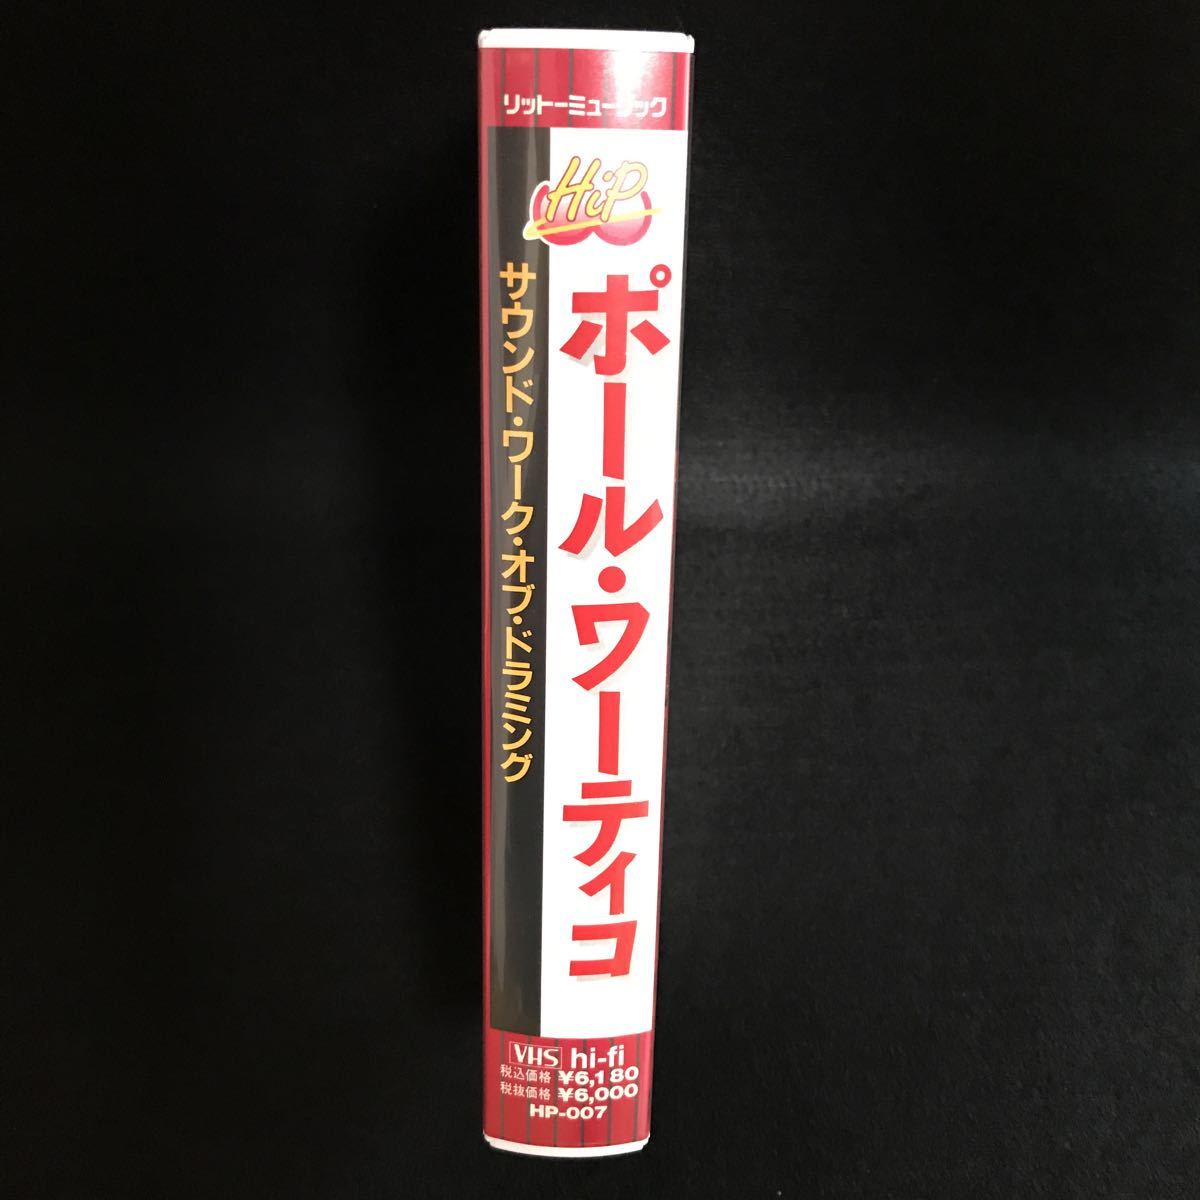 リットーミュージック
HiP
ポール・ワーティコ
サウンド・ワーク・オブ・ドラミング
VHS hi-fi
税込価格 ¥6,180
税抜価格 ¥6,000
HP-007